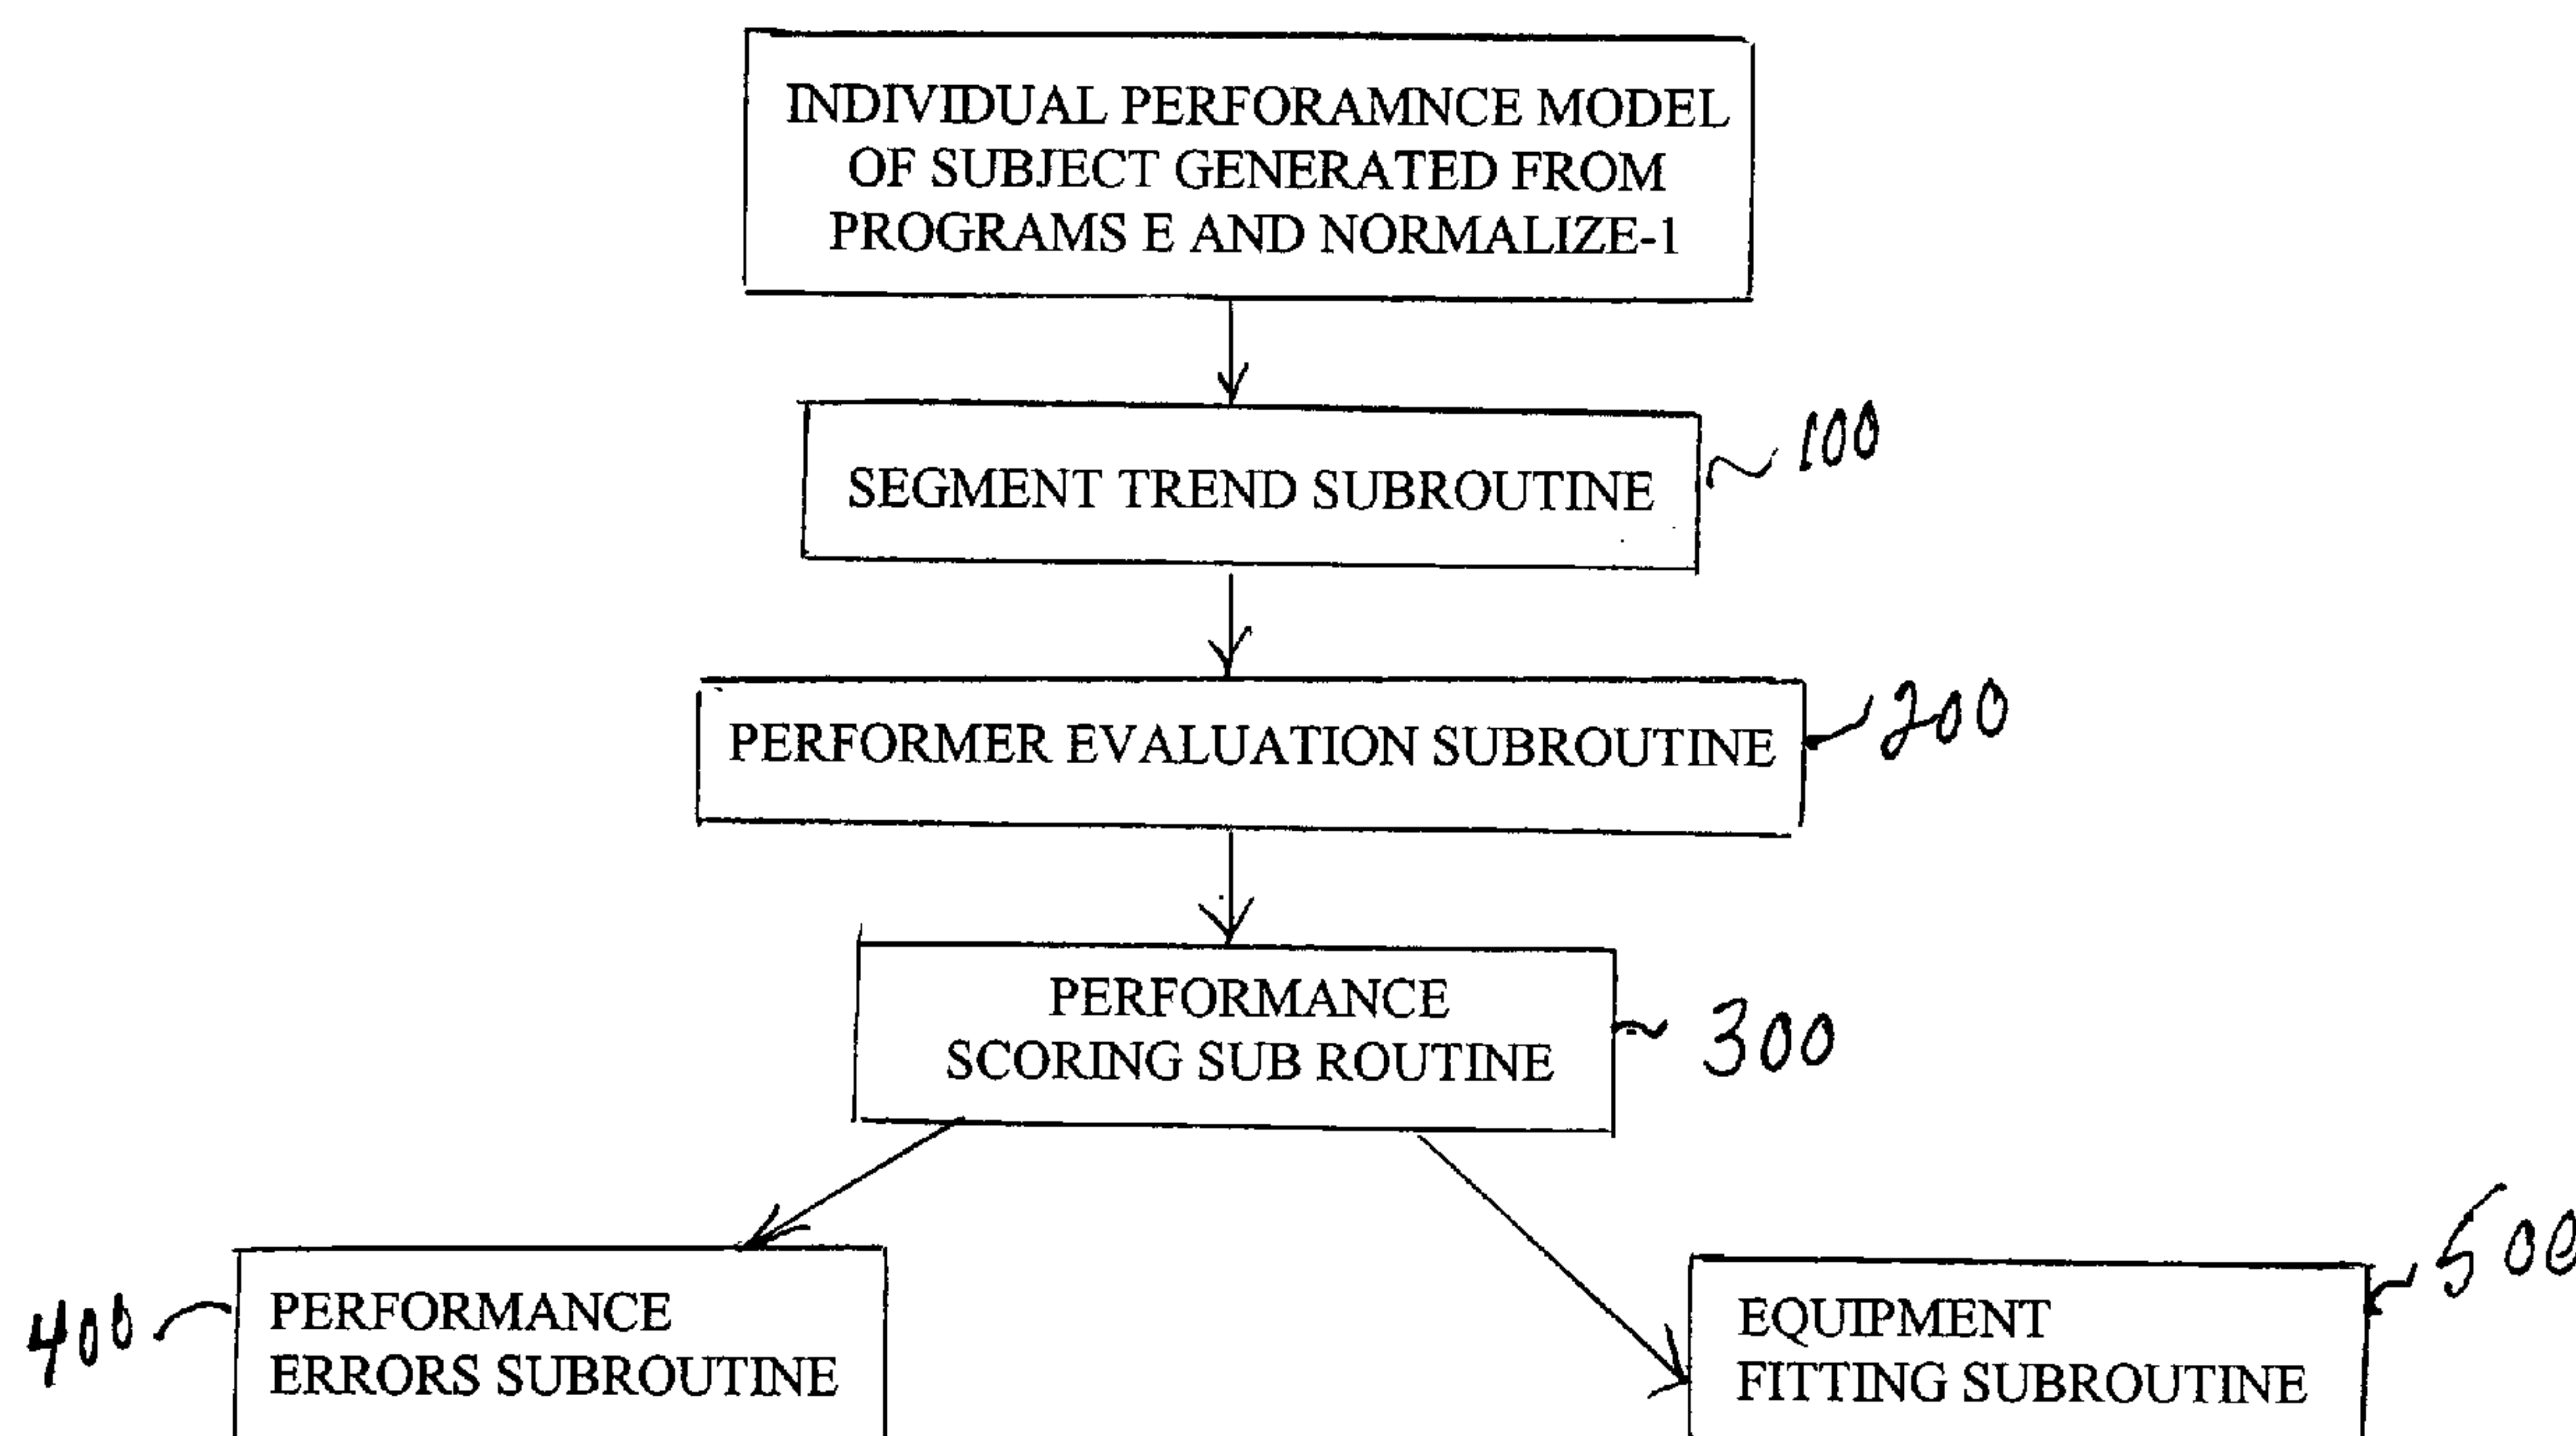 INDIVIDUAL PERFORAMNCE MODEL
OF SUBJECT GENERATED FROM
PROGRAMS E AND NORMALIZE-1
SEGMENT TREND SUBROUTINE
100
PERFORMER EVALUATION SUBROUTINE
200
PERFORMANCE
SCORING SUB ROUTINE
300
400
PERFORMANCE
ERRORS SUBROUTINE
EQUIPMENT
FITTING SUBROUTINE
500